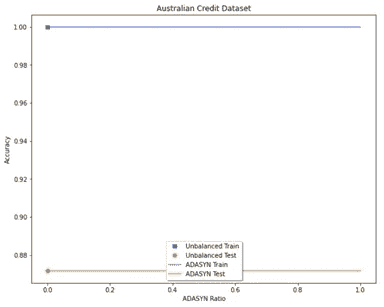 Australian Credit Dataset
1.00
0.98
0.96
0.94
0.92
0.90
0.88
Accuracy
Unbalanced Train
Unbalanced Test
ADASYN Train
ADASYN Test
0.0 0.2 0.4 0.6 0.8 1.0
ADASYN Ratio